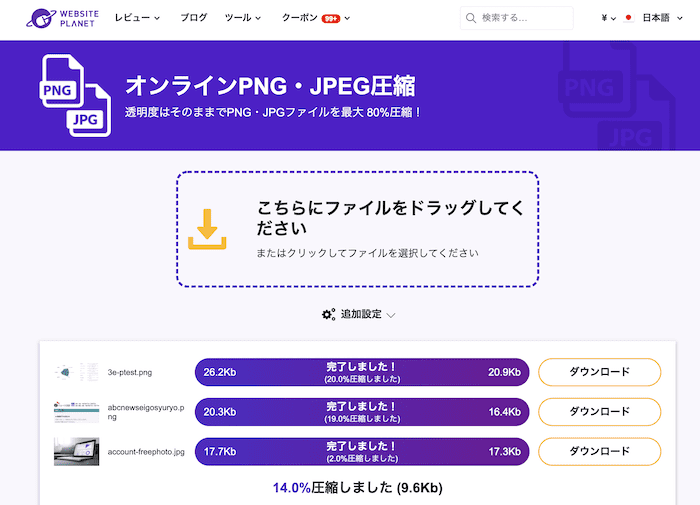 WEBSITE
PLANET
レビュー
ブログ
ツール
クーポン 99+
検索する...
¥
日本語
PNG
JPG
オンラインPNG・JPEG圧縮
透明度はそのままでPNG・JPGファイルを最大 80%圧縮！
PNG
JPG
こちらにファイルをドラッグしてく
ださい
またはクリックしてファイルを選択してください
追加設定
3e-ptest.png
26.2Kb
完了しました！
(20.0%圧縮しました)
20.9Kb
ダウンロード
abcnewseigosyuryo.p
ng
20.3Kb
完了しました！
(19.0%圧縮しました)
16.4Kb
ダウンロード
account-freephoto.jpg
17.7Kb
完了しました！
(2.0%圧縮しました)
17.3Kb
ダウンロード
14.0%圧縮しました (9.6Kb)